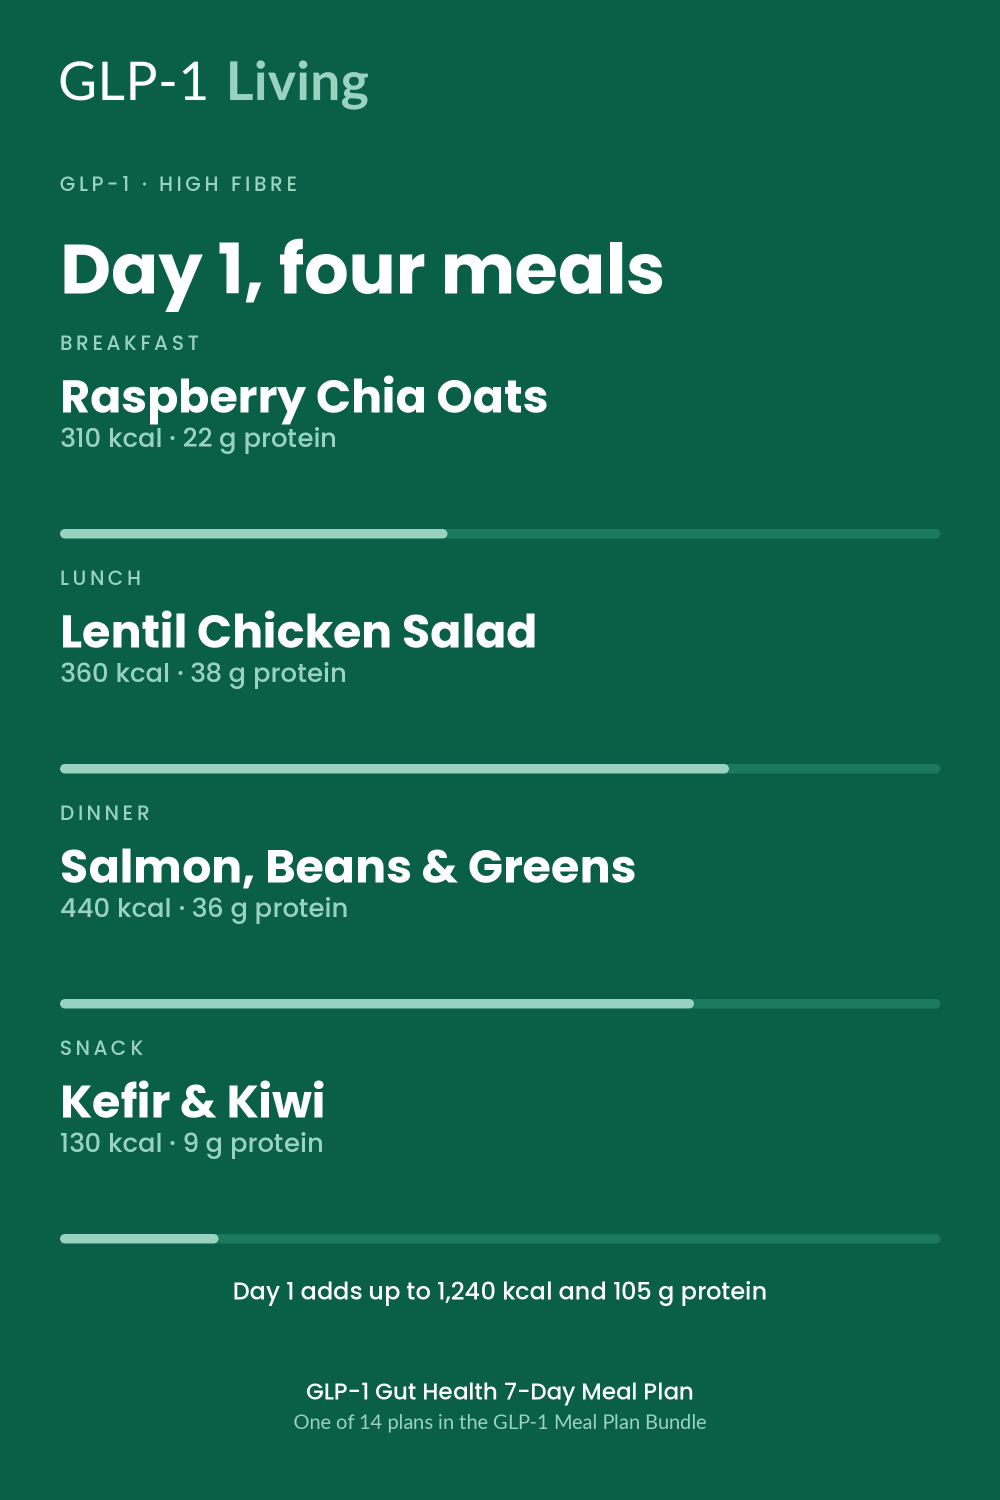 GLP-1 Living
GLP-1 · HIGH FIBRE
Day 1, four meals
BREAKFAST
Raspberry Chia Oats
310 kcal · 22 g protein
LUNCH
Lentil Chicken Salad
360 kcal · 38 g protein
DINNER
Salmon, Beans & Greens
440 kcal · 36 g protein
SNACK
Kefir & Kiwi
130 kcal · 9 g protein
Day 1 adds up to 1,240 kcal and 105 g protein
GLP-1 Gut Health 7-Day Meal Plan
One of 14 plans in the GLP-1 Meal Plan Bundle